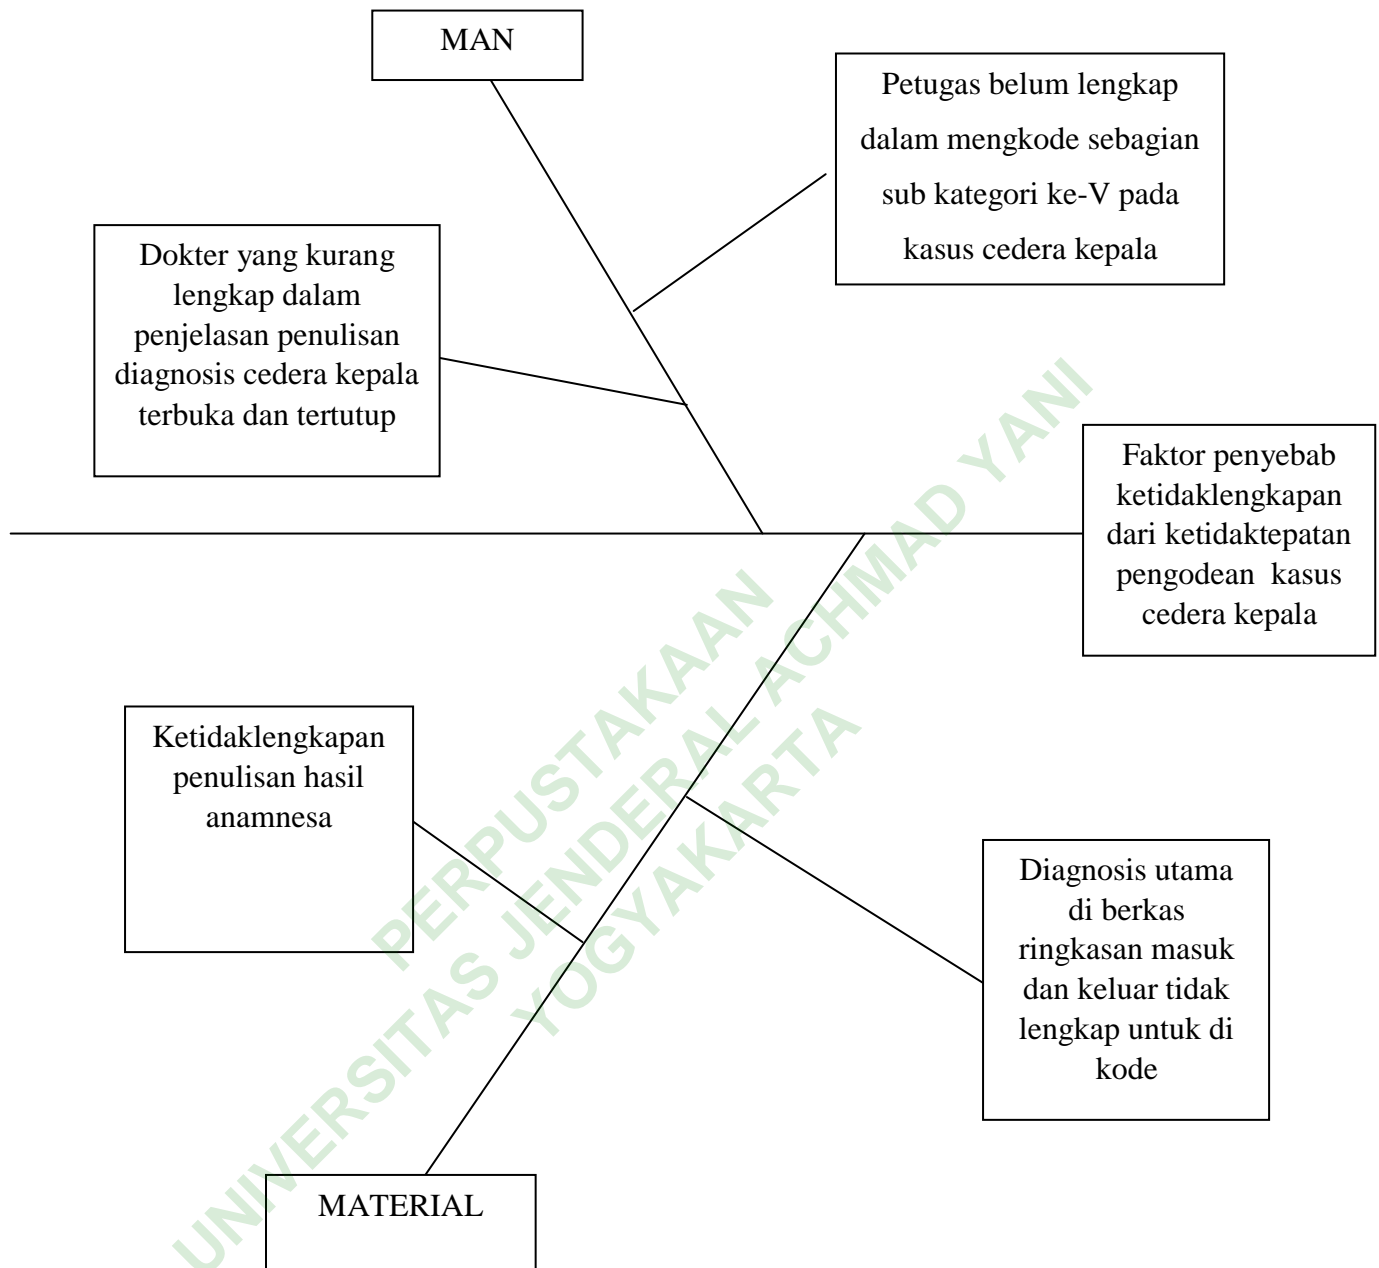 MAN
Petugas belum lengkap
dalam mengkode sebagian
sub kategori ke-V pada
kasus cedera kepala
Dokter yang kurang
lengkap dalam
penjelasan penulisan
diagnosis cedera kepala
terbuka dan tertutup
Faktor penyebab
ketidaklengkapan
dari ketidaktepatan
pengodean kasus
cedera kepala
Ketidaklengkapan
penulisan hasil
anamnesa
Diagnosis utama
di berkas
ringkasan masuk
dan keluar tidak
lengkap untuk di
kode
MATERIAL
PERPUSTAKAAN
UNIVERSITAS JENDERAL ACHMAD YANI
YOGYAKARTA